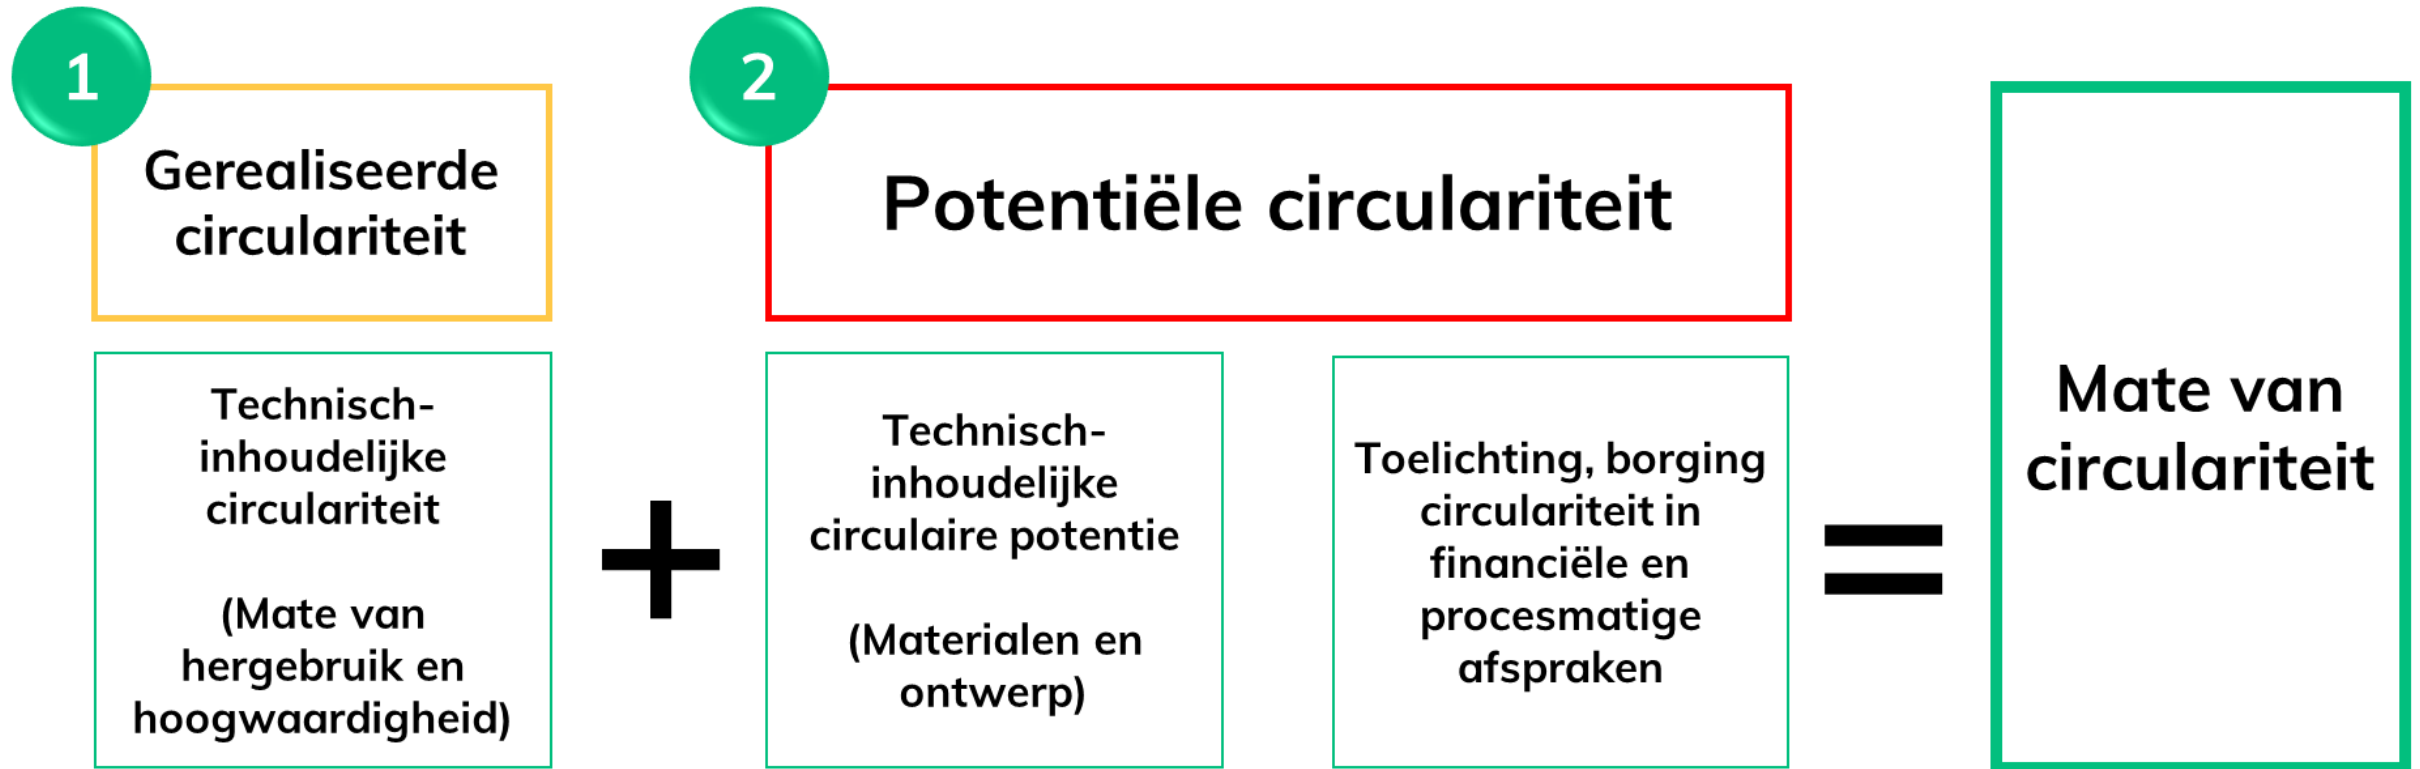 1
Gerealiseerde
circulariteit
2
Potentiële circulariteit
Technisch-
inhoudelijke
circulariteit
(Mate van
hergebruik en
hoogwaardigheid)
+
Technisch-
inhoudelijke
circulaire potentie
(Materialen en
ontwerp)
Toelichting, borging
circulariteit in
financiële en
procesmatige
afspraken
=
Mate van
circulariteit